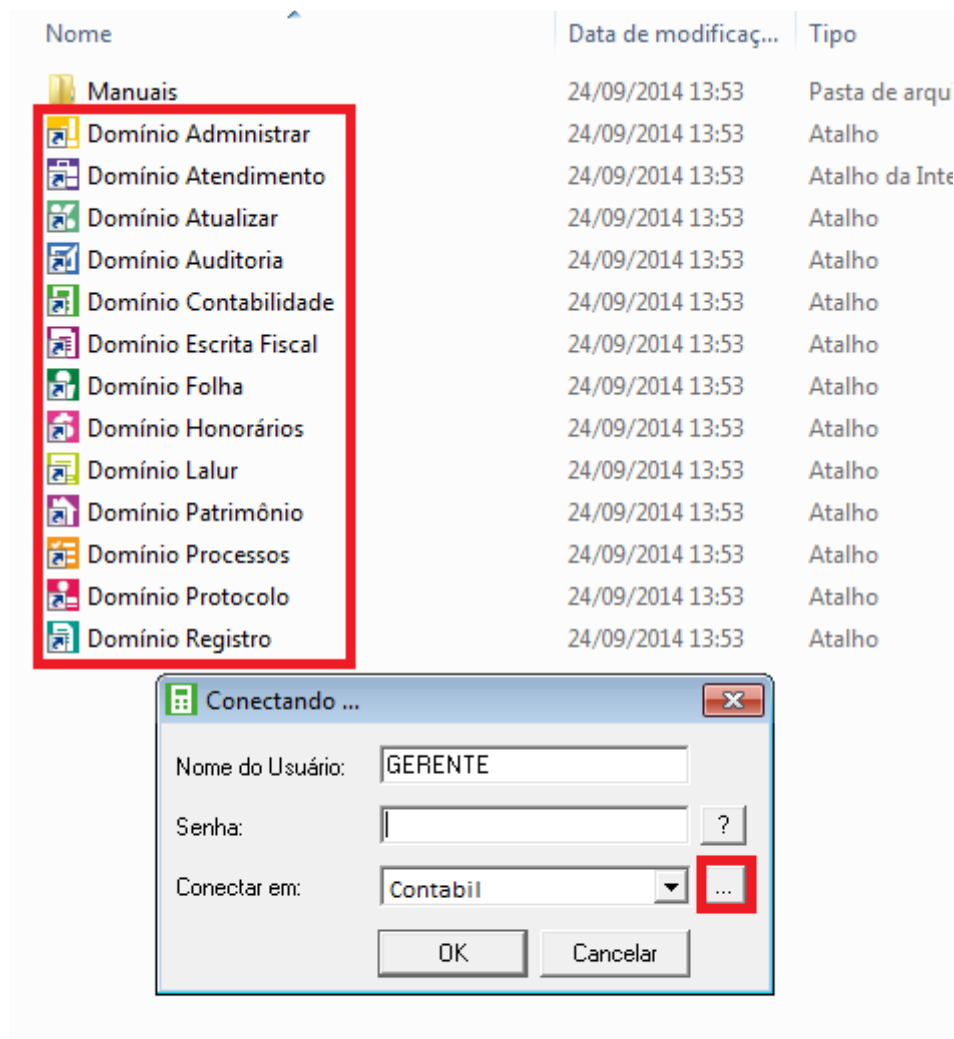 Nome Data de modificaç... Tipo
Manuais 24/09/2014 13:53 Pasta de arqui
Domínio Administrar 24/09/2014 13:53 Atalho
Domínio Atendimento 24/09/2014 13:53 Atalho da Inte
Domínio Atualizar 24/09/2014 13:53 Atalho
Domínio Auditoria 24/09/2014 13:53 Atalho
Domínio Contabilidade 24/09/2014 13:53 Atalho
Domínio Escrita Fiscal 24/09/2014 13:53 Atalho
Domínio Folha 24/09/2014 13:53 Atalho
Domínio Honorários 24/09/2014 13:53 Atalho
Domínio Lalur 24/09/2014 13:53 Atalho
Domínio Patrimônio 24/09/2014 13:53 Atalho
Domínio Processos 24/09/2014 13:53 Atalho
Domínio Protocolo 24/09/2014 13:53 Atalho
Domínio Registro 24/09/2014 13:53 Atalho
Conectando ...
Nome do Usuário: GERENTE
Senha: ?
Conectar em: Contabil ...
OK Cancelar